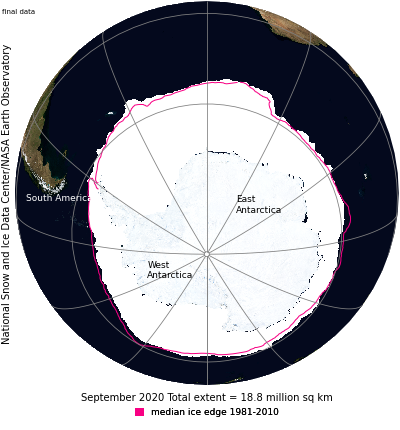 final data
National Snow and Ice Data Center/NASA Earth Observatory
South America
East
Antarctica
West
Antarctica
September 2020 Total extent = 18.8 million sq km
median ice edge 1981-2010